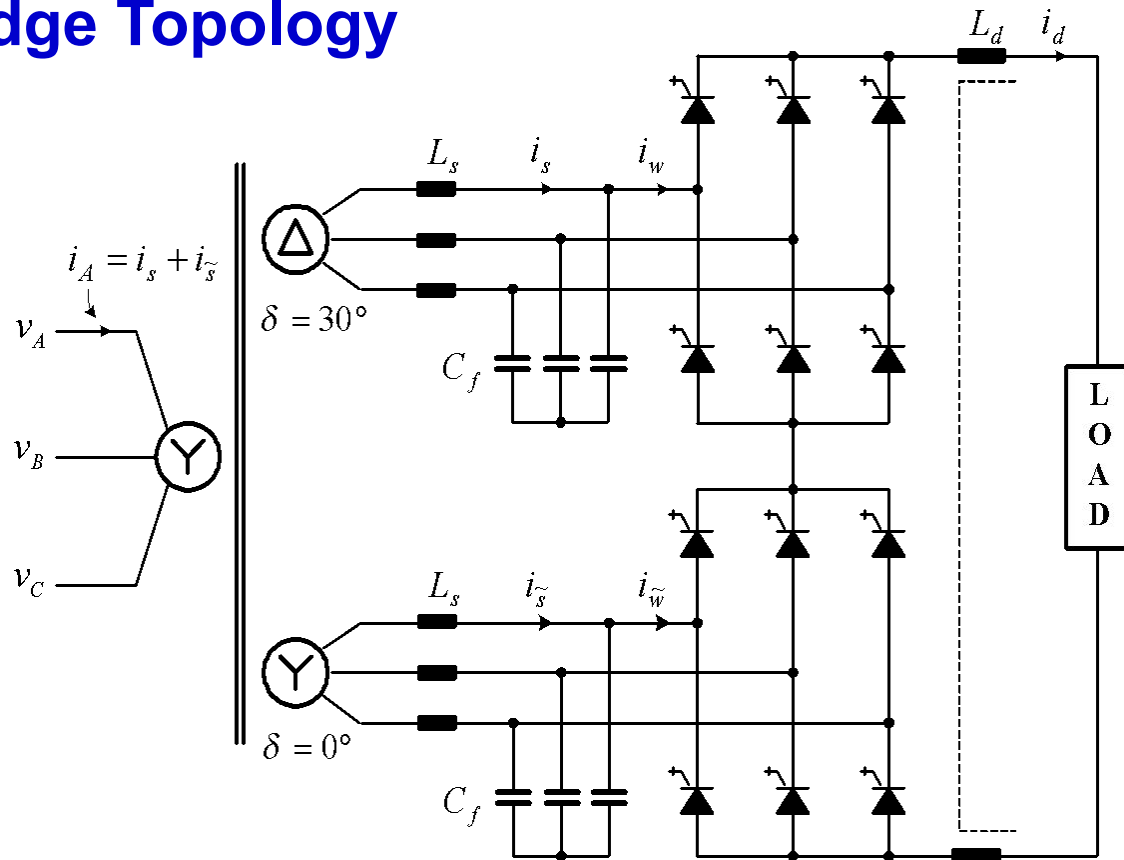 dge Topology
L_d
i_d
L_s
i_s
i_w
Δ
i_A = i_s + i_s̃
δ = 30°
v_A
C_f
L
O
A
D
v_B
Y
v_C
L_s
i_s̃
i_w̃
Y
δ = 0°
C_f